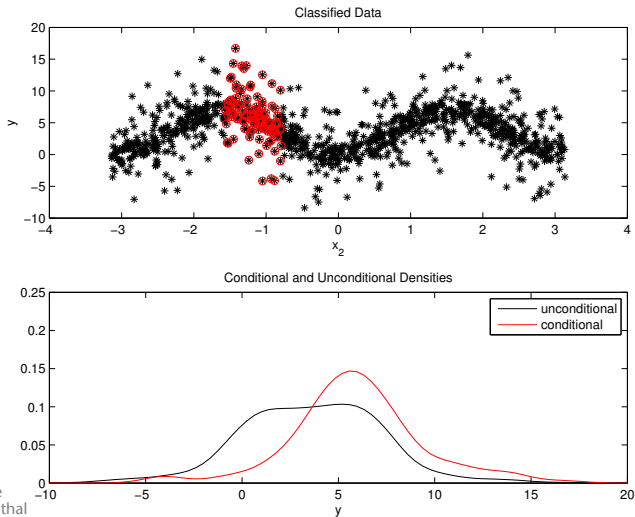 Classified Data
20
15
10
5
0
−5
−10
y
−4 −3 −2 −1 0 1 2 3 4
x2
Conditional and Unconditional Densities
0.25
0.2
0.15
0.1
0.05
0
unconditional
conditional
−10 −5 0 5 10 15 20
y
e
thal